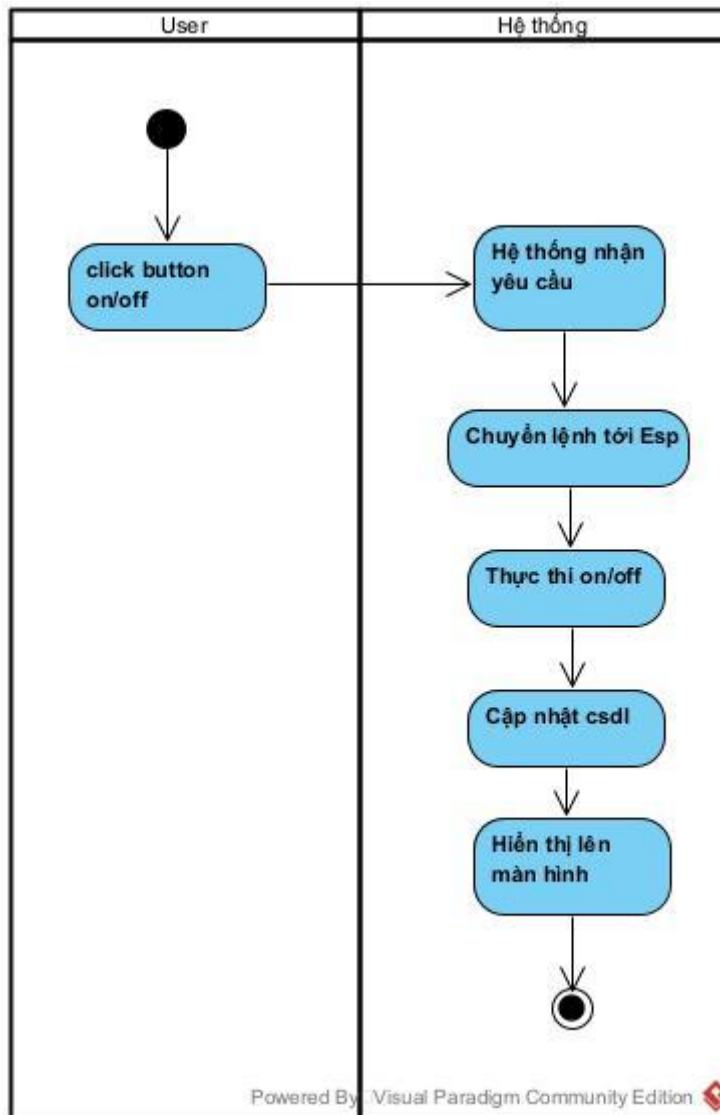 User
Hệ thống
click button
on/off
Hệ thống nhận
yêu cầu
Chuyển lệnh tới Esp
Thực thi on/off
Cập nhật csdl
Hiển thị lên
màn hình
Powered By Visual Paradigm Community Edition